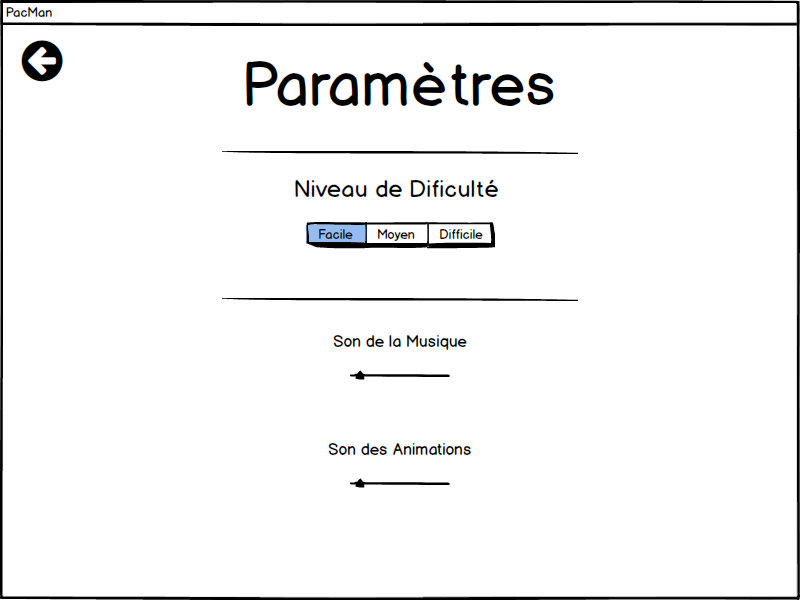 PacMan
Paramètres
Niveau de Dificulté
Facile Moyen Difficile
Son de la Musique
Son des Animations